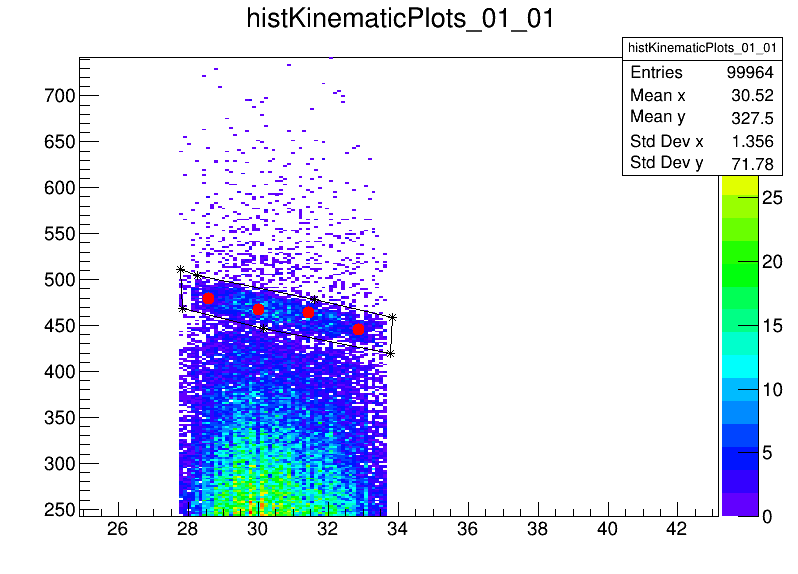 histKinematicPlots_01_01
histKinematicPlots_01_01
Entries 99964
Mean x 30.52
Mean y 327.5
Std Dev x 1.356
Std Dev y 71.78
700
650
600
550
500
450
400
350
300
250
25
20
15
10
5
0
26 28 30 32 34 36 38 40 42